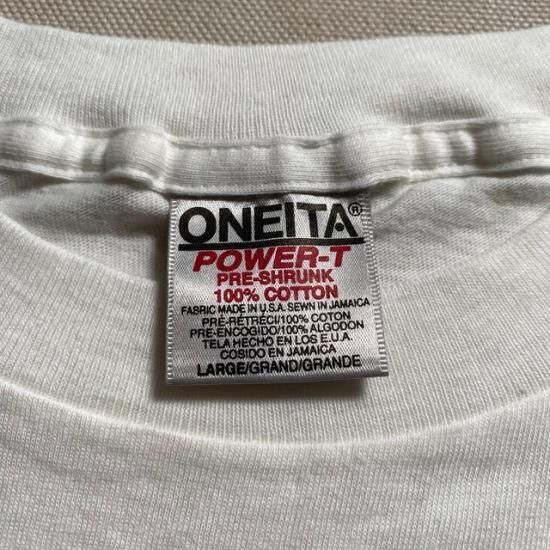 ONEITA®
POWER-T
PRE-SHRUNK
100% COTTON
FABRIC MADE IN U.S.A. SEWN IN JAMAICA
PRÉ-RÉTRÉCI/100% COTON
PRE-ENCOGIDO/100% ALGODON
TELA HECHO EN LOS E.U.A.
COSIDO EN JAMAICA
LARGE/GRAND/GRANDE